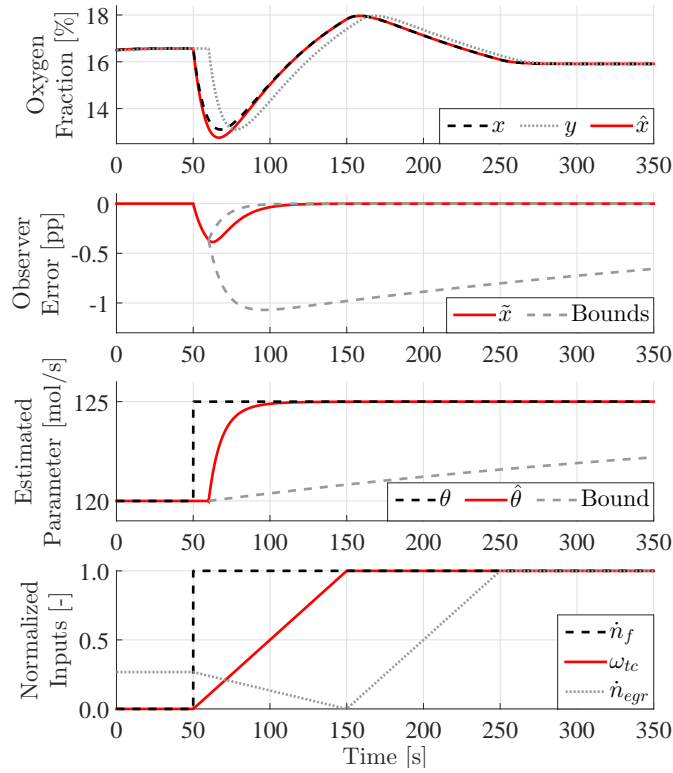 Oxygen
Fraction [%]
18
16
14
x
y
x̂
0 50 100 150 200 250 300 350
Observer
Error [pp]
0
-0.5
-1
x̃
Bounds
0 50 100 150 200 250 300 350
Estimated
Parameter [mol/s]
125
120
θ
θ̂
Bound
0 50 100 150 200 250 300 350
Normalized
Inputs [-]
1.0
0.5
0.0
ṅ_f
ω_tc
ṅ_egr
0 50 100 150 200 250 300 350
Time [s]